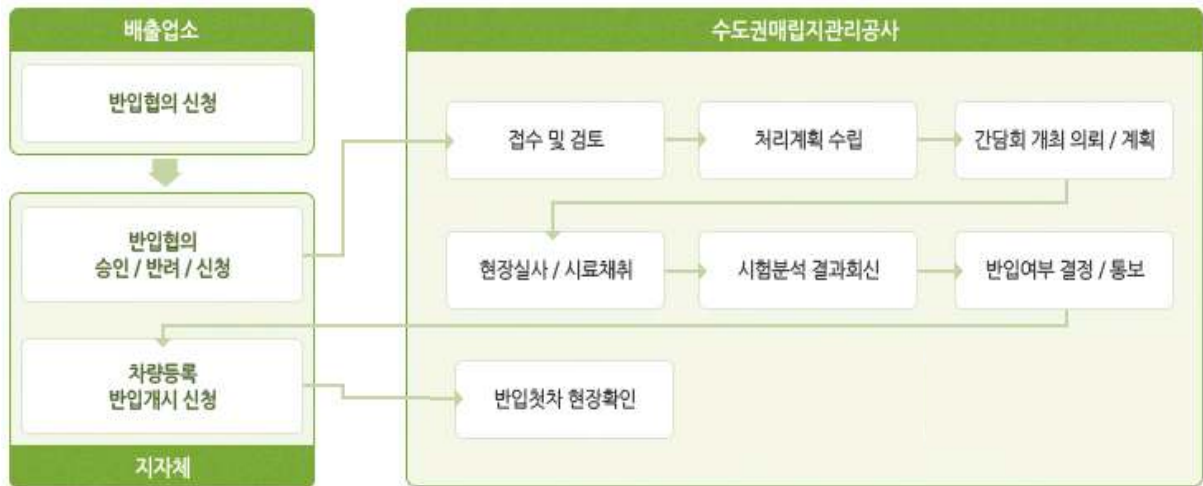 배출업소
반입협의 신청
반입협의
승인 / 반려 / 신청
차량등록
반입개시 신청
지자체
수도권매립지관리공사
접수 및 검토
처리계획 수립
간담회 개최 의뢰 / 계획
현장실사 / 시료채취
시험분석 결과회신
반입여부 결정 / 통보
반입첫차 현장확인